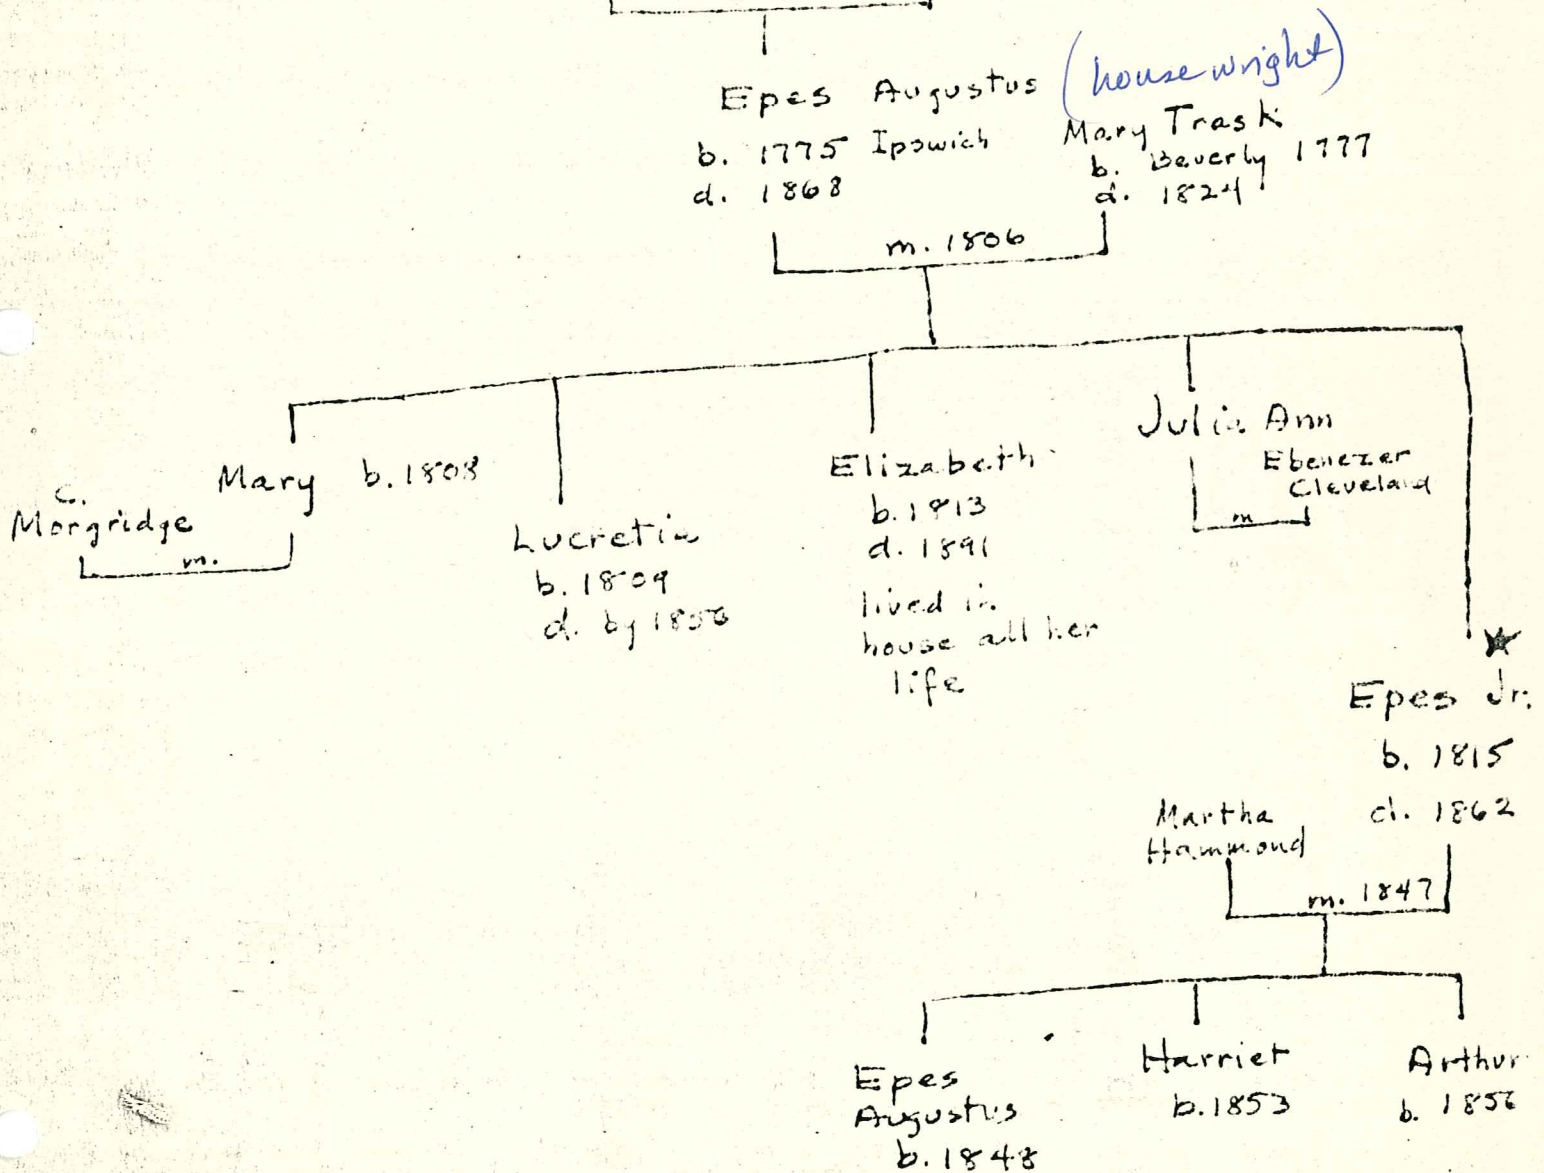 Epes Augustus (housewright)
b. 1775 Ipswich
d. 1868
Mary Trask
b. Beverly 1777
d. 1824
m. 1806
C.
Morgridge
Mary b. 1808
m.
Lucretia
b. 1809
d. by 1856
Elizabeth
b. 1813
d. 1891
lived in
house all her
life
Julia Ann
Ebenezer
Cleveland
m
Epes Jr.
b. 1815
d. 1862
Martha
Hammond
m. 1847
Epes
Augustus
b. 1848
Harriet
b. 1853
Arthur
b. 1856